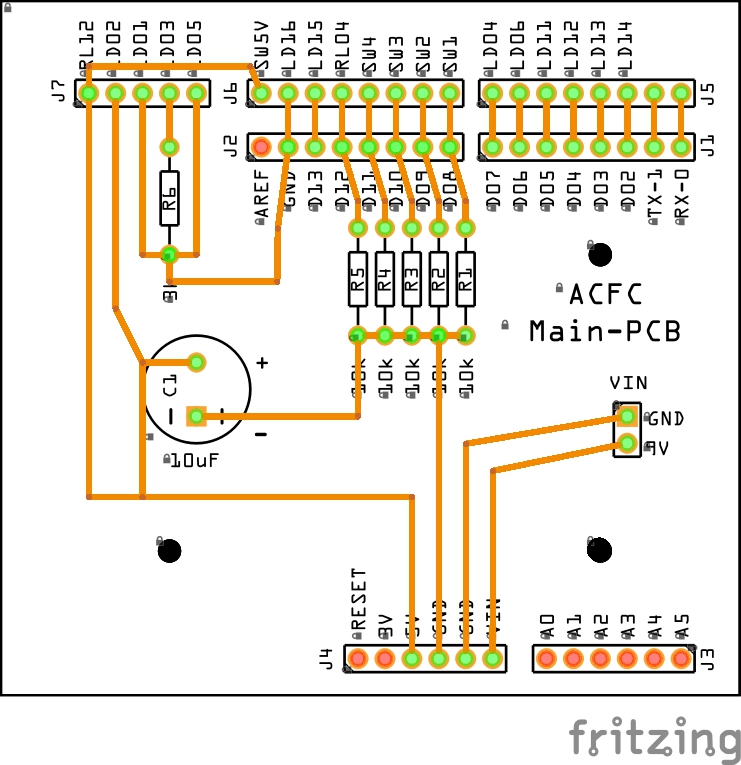 RL12 LD02 LD01 LD03 LD05
SW5V LD16 LD15 RL04 SW4 SW3 SW2 SW1
LD04 LD06 LD11 LD12 LD13 LD14
J7
J6
J5
J2
J1
AREF GND D13 D12 D11 D10 D09 D08
D07 D06 D05 D04 D03 D02 TX-1 RX-0
R6
R5 R4 R3 R2 R1
ACFC
Main-PCB
10k 10k 10k 10k 10k
C1
+
-
10uF
VIN
GND
9V
RESET 3V 5V GND GND VIN
A0 A1 A2 A3 A4 A5
J4
J3
fritzing